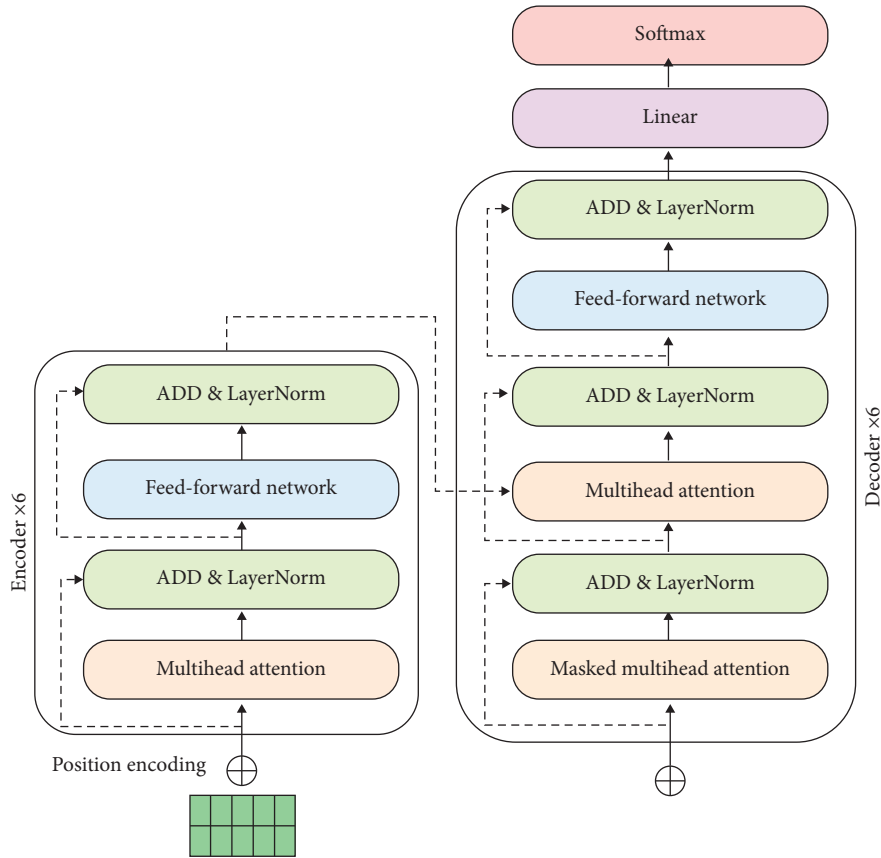 Softmax
Linear
ADD & LayerNorm
Feed-forward network
ADD & LayerNorm
Multihead attention
ADD & LayerNorm
Masked multihead attention
Decoder ×6
ADD & LayerNorm
Feed-forward network
ADD & LayerNorm
Multihead attention
Encoder ×6
Position encoding